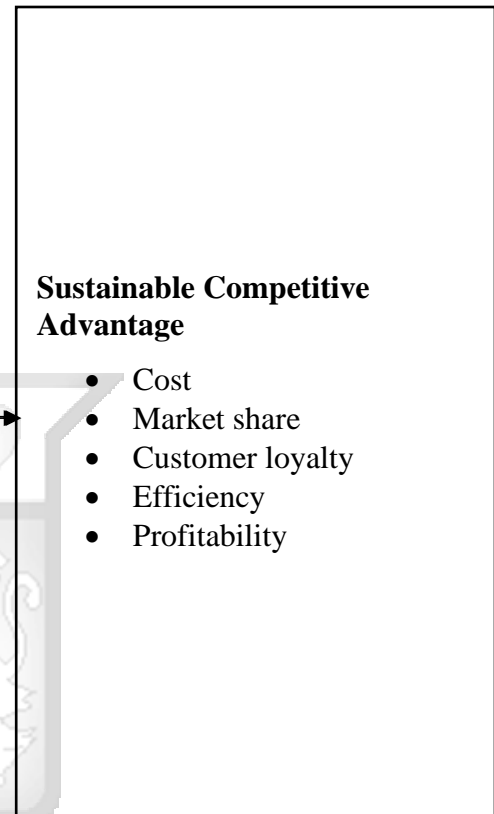 Sustainable Competitive
Advantage
• Cost
• Market share
• Customer loyalty
• Efficiency
• Profitability